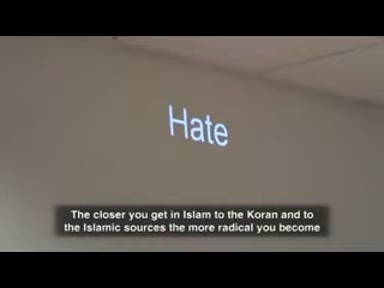 Hate
The closer you get in Islam to the Koran and to
the Islamic sources the more radical you become